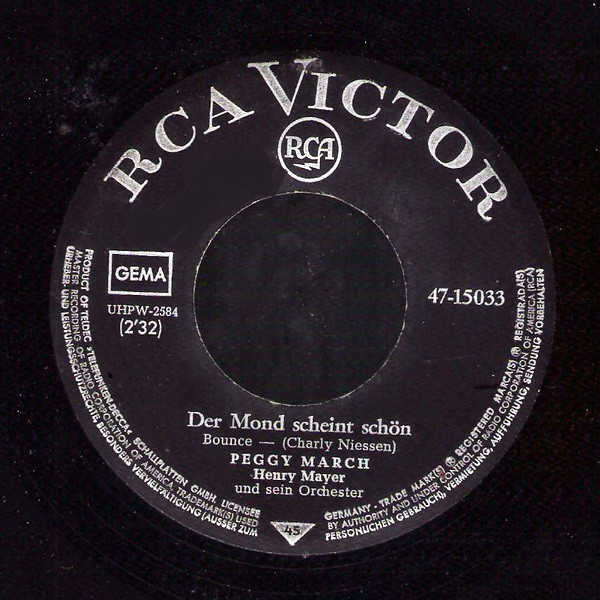 RCA VICTOR
RCA
GEMA
UHPW-2584
(2'32)
47-15033
Der Mond scheint schön
Bounce — (Charly Niessen)
PEGGY MARCH
Henry Mayer
und sein Orchester
45
PRODUCT OF TELDEC »TELEFUNKEN-DECCA« SCHALLPLATTEN GMBH. LICENSEE
MASTER RECORDING OF RADIO CORPORATION OF AMERICA, TRADEMARK(S) USED
URHEBER- UND LEISTUNGSSCHUTZRECHTE, BESONDERS VERVIELFÄLTIGUNG (AUSSER ZUM
GERMANY - TRADE MARK(S) ® REGISTERED MARCA(S) ® REGISTRADA(S)
BY AUTHORITY AND UNDER CONTROL OF RADIO CORPORATION OF AMERICA (RCA)
PERSÖNLICHEN GEBRAUCH), VERMIETUNG, AUFFÜHRUNG, SENDUNG VORBEHALTEN